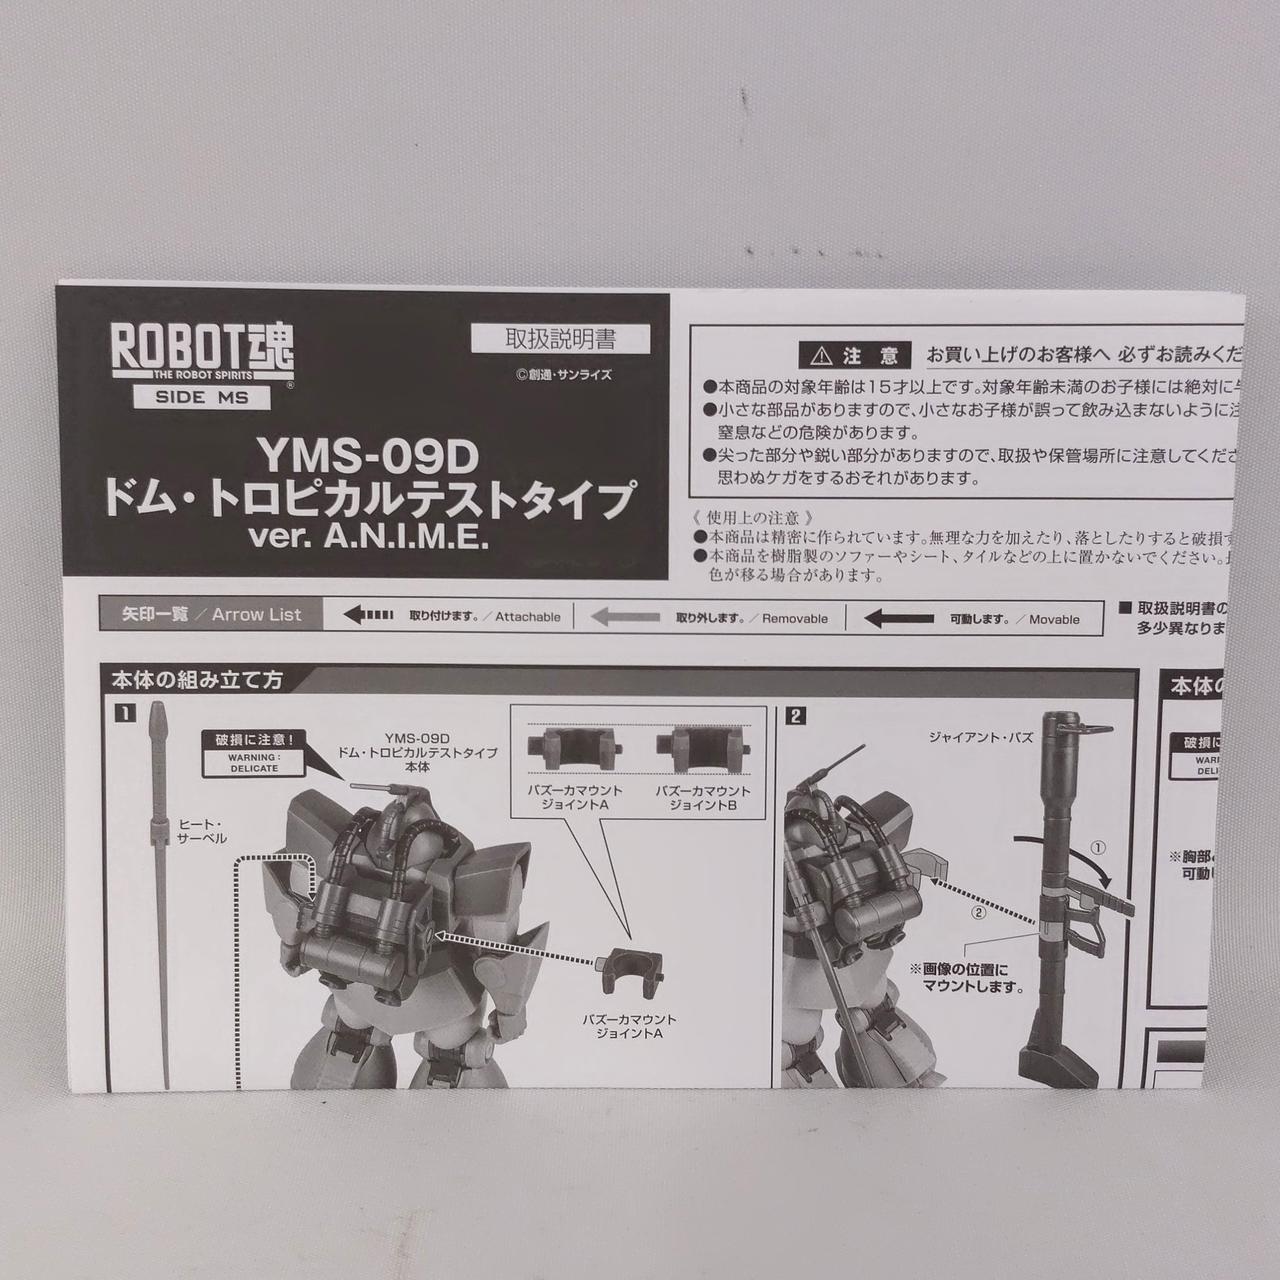 ROBOT魂
THE ROBOT SPIRITS
®
SIDE MS
取扱説明書
©創通・サンライズ
YMS-09D
ドム・トロピカルテストタイプ
ver. A.N.I.M.E.
⚠ 注 意 お買い上げのお客様へ 必ずお読みくだ
●本商品の対象年齢は15才以上です。対象年齢未満のお子様には絶対に
●小さな部品がありますので、小さなお子様が誤って飲み込まないように注
窒息などの危険があります。
●尖った部分や鋭い部分がありますので、取扱や保管場所に注意してくださ
思わぬケガをするおそれがあります。
《 使用上の注意 》
●本商品は精密に作られています。無理な力を加えたり、落としたりすると破損す
●本商品を樹脂製のソファーやシート、タイルなどの上に置かないでください。
色が移る場合があります。
矢印一覧 / Arrow List
取り付けます。/ Attachable
取り外します。/ Removable
可動します。/ Movable
■ 取扱説明書の
多少異なりま
本体の組み立て方
本体の
1
破損に注意！
WARNING:
DELICATE
YMS-09D
ドム・トロピカルテストタイプ
本体
ヒート・
サーベル
バズーカマウント
ジョイントA
バズーカマウント
ジョイントB
バズーカマウント
ジョイントA
2
ジャイアント・バズ
①
②
※画像の位置に
マウントします。
破損に
WAR
DEL
※胸部
可動